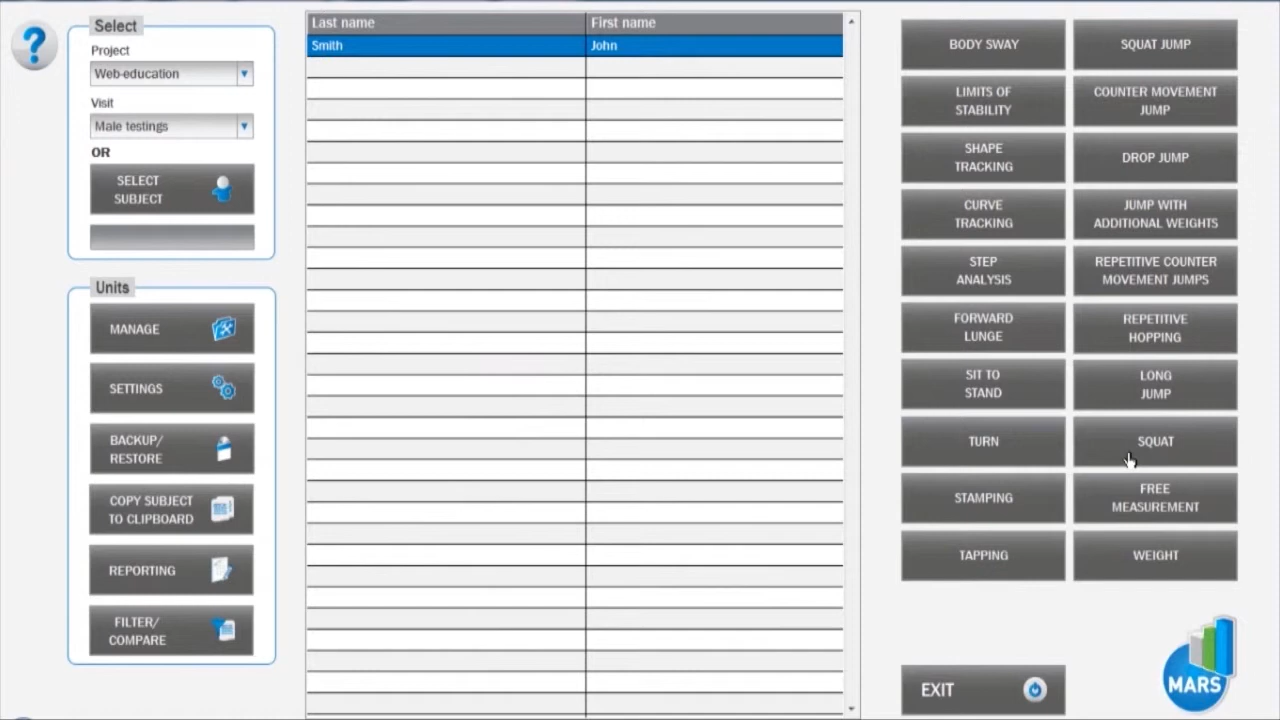 ?
Select
Project
Web-education
Visit
Male testings
OR
SELECT
SUBJECT
Units
MANAGE
SETTINGS
BACKUP/
RESTORE
COPY SUBJECT
TO CLIPBOARD
REPORTING
FILTER/
COMPARE
Last name First name
Smith John
BODY SWAY
LIMITS OF
STABILITY
SHAPE
TRACKING
CURVE
TRACKING
STEP
ANALYSIS
FORWARD
LUNGE
SIT TO
STAND
TURN
STAMPING
TAPPING
SQUAT JUMP
COUNTER MOVEMENT
JUMP
DROP JUMP
JUMP WITH
ADDITIONAL WEIGHTS
REPETITIVE COUNTER
MOVEMENT JUMPS
REPETITIVE
HOPPING
LONG
JUMP
SQUAT
FREE
MEASUREMENT
WEIGHT
EXIT
MARS